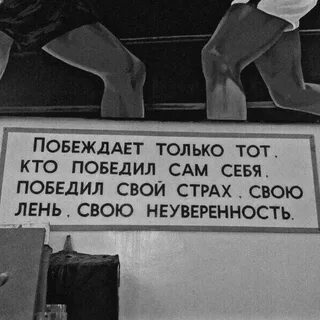 Побеждает только тот,
кто победил сам себя,
победил свой страх, свою
лень, свою неуверенность.